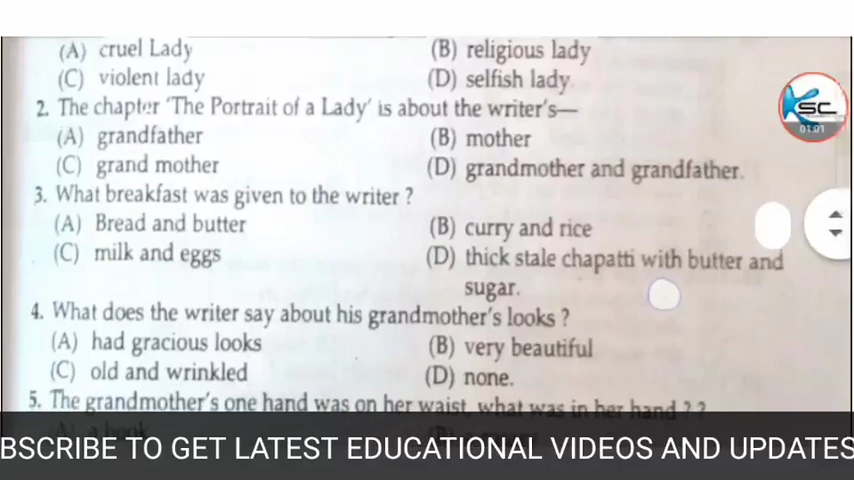 (A) cruel Lady (B) religious lady
(C) violent lady (D) selfish lady
2. The chapter 'The Portrait of a Lady' is about the writer's—
(A) grandfather (B) mother
(C) grand mother (D) grandmother and grandfather.
3. What breakfast was given to the writer ?
(A) Bread and butter (B) curry and rice
(C) milk and eggs (D) thick stale chapatti with butter and
sugar.
4. What does the writer say about his grandmother's looks ?
(A) had gracious looks (B) very beautiful
(C) old and wrinkled (D) none.
5. The grandmother's one hand was on her waist, what was in her hand ? ?
(A) a book (B)
BSCRIBE TO GET LATEST EDUCATIONAL VIDEOS AND UPDATES
KSC
01:01